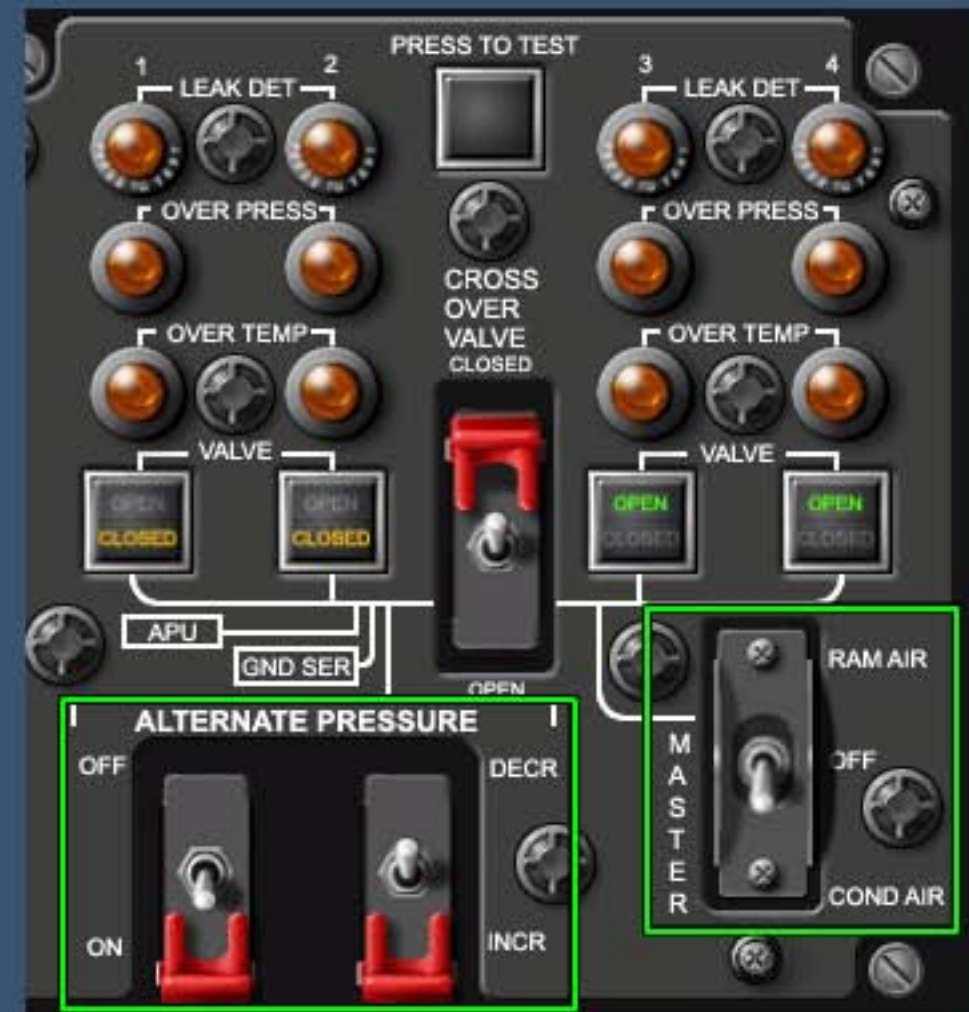 PRESS TO TEST
1 2
LEAK DET
3 4
LEAK DET
OVER PRESS
OVER PRESS
CROSS
OVER
VALVE
CLOSED
OVER TEMP
OVER TEMP
VALVE
VALVE
OPEN
CLOSED
OPEN
CLOSED
OPEN
CLOSED
OPEN
CLOSED
APU
GND SER
OPEN
ALTERNATE PRESSURE
OFF
DECR
ON
INCR
MASTER
RAM AIR
OFF
COND AIR